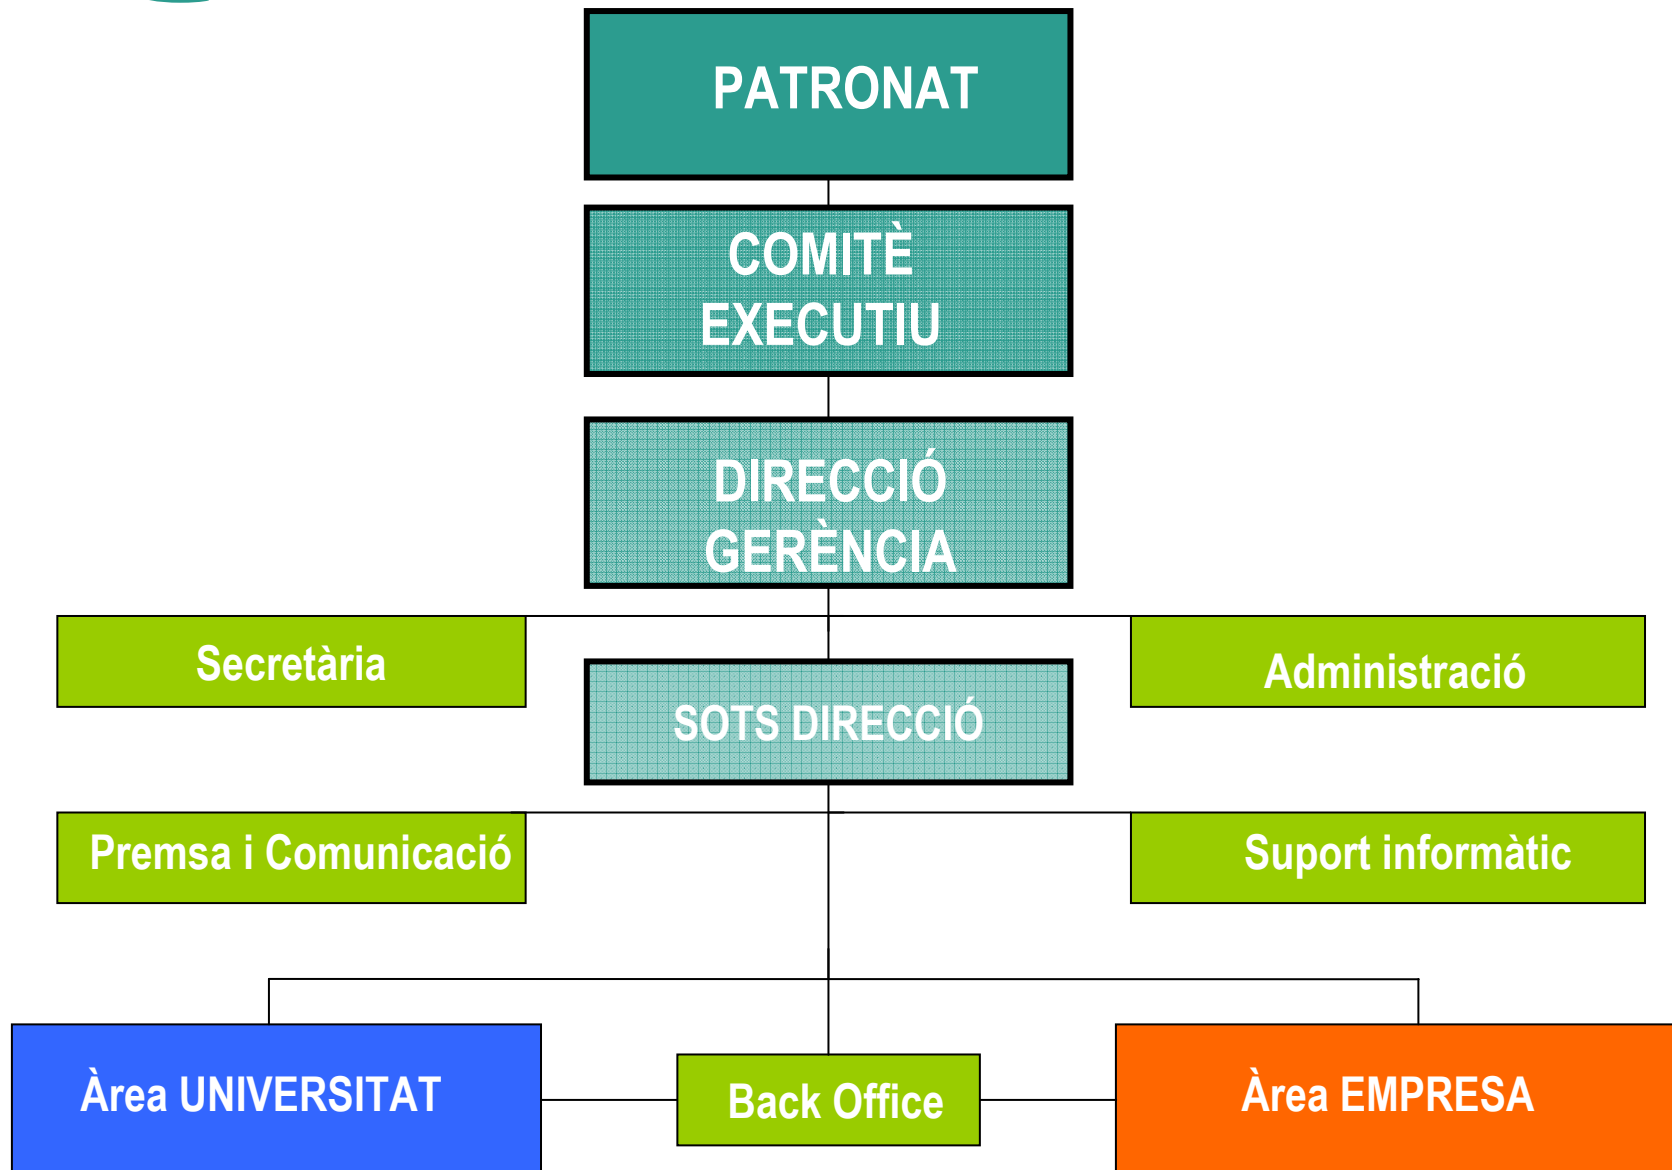 PATRONAT
COMITÈ
EXECUTIU
DIRECCIÓ
GERÈNCIA
Secretària
Administració
SOTS DIRECCIÓ
Premsa i Comunicació
Suport informàtic
Àrea UNIVERSITAT
Back Office
Àrea EMPRESA